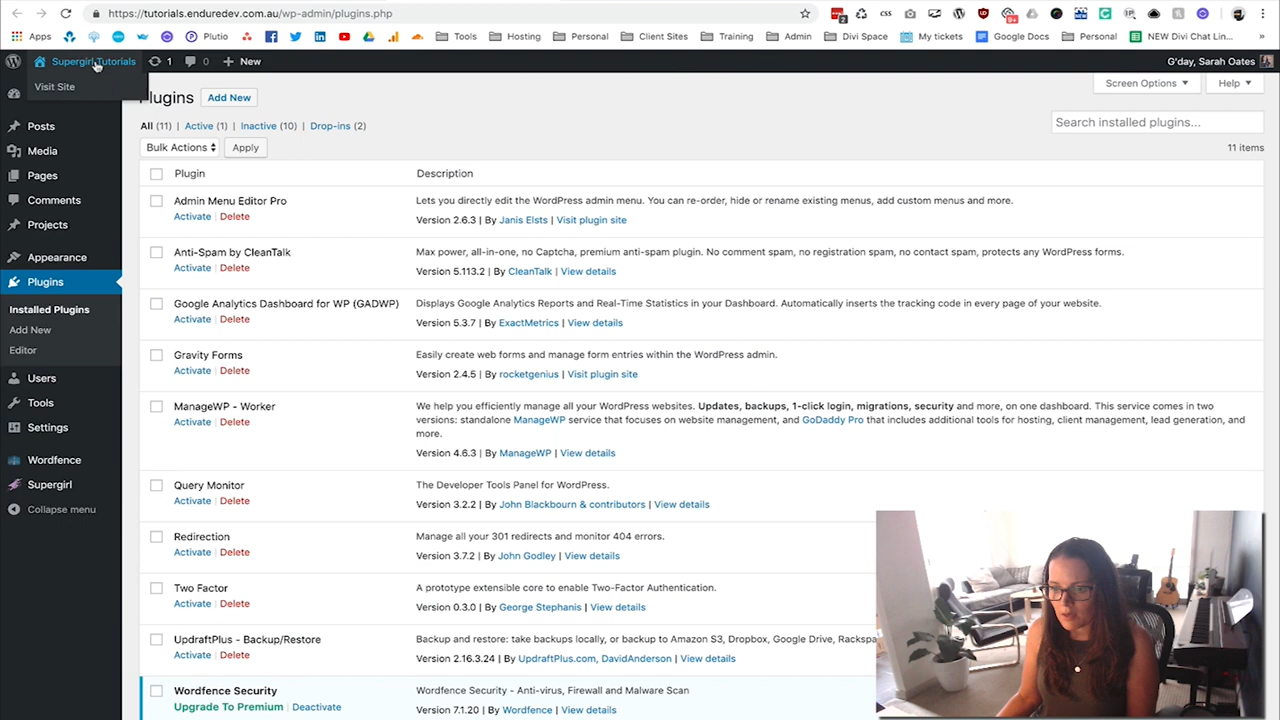 https://tutorials.enduredev.com.au/wp-admin/plugins.php
Apps Pluto Tools Hosting Personal Client Sites Training Admin Divi Space My tickets Google Docs Personal NEW Divi Chat Lin...
Supergirl Tutorials 1 0 New G'day, Sarah Oates
Visit Site
Plugins Add New Screen Options Help
Posts
Media
Pages
Comments
Projects
Appearance
Plugins
Installed Plugins
Add New
Editor
Users
Tools
Settings
Wordfence
Supergirl
Collapse menu
All (11) | Active (1) | Inactive (10) | Drop-ins (2)
Search installed plugins...
Bulk Actions Apply 11 items
Plugin Description
Admin Menu Editor Pro
Activate | Delete
Lets you directly edit the WordPress admin menu. You can re-order, hide or rename existing menus, add custom menus and more.
Version 2.6.3 | By Janis Elsts | Visit plugin site
Anti-Spam by CleanTalk
Activate | Delete
Max power, all-in-one, no Captcha, premium anti-spam plugin. No comment spam, no registration spam, no contact spam, protects any WordPress forms.
Version 5.113.2 | By CleanTalk | View details
Google Analytics Dashboard for WP (GADWP)
Activate | Delete
Displays Google Analytics Reports and Real-Time Statistics in your Dashboard. Automatically inserts the tracking code in every page of your website.
Version 5.3.7 | By ExactMetrics | View details
Gravity Forms
Activate | Delete
Easily create web forms and manage form entries within the WordPress admin.
Version 2.4.5 | By rocketgenius | Visit plugin site
ManageWP - Worker
Activate | Delete
We help you efficiently manage all your WordPress websites. Updates, backups, 1-click login, migrations, security and more, on one dashboard. This service comes in two
versions: standalone ManageWP service that focuses on website management, and GoDaddy Pro that includes additional tools for hosting, client management, lead generation, and
more.
Version 4.6.3 | By ManageWP | View details
Query Monitor
Activate | Delete
The Developer Tools Panel for WordPress.
Version 3.2.2 | By John Blackbourn & contributors | View details
Redirection
Activate | Delete
Manage all your 301 redirects and monitor 404 errors.
Version 3.7.2 | By John Godley | View details
Two Factor
Activate | Delete
A prototype extensible core to enable Two-Factor Authentication.
Version 0.3.0 | By George Stephanis | View details
UpdraftPlus - Backup/Restore
Activate | Delete
Backup and restore: take backups locally, or backup to Amazon S3, Dropbox, Google Drive, Rackspa
Version 2.16.3.24 | By UpdraftPlus.com, DavidAnderson | View details
Wordfence Security
Upgrade To Premium | Deactivate
Wordfence Security - Anti-virus, Firewall and Malware Scan
Version 7.1.20 | By Wordfence | View details